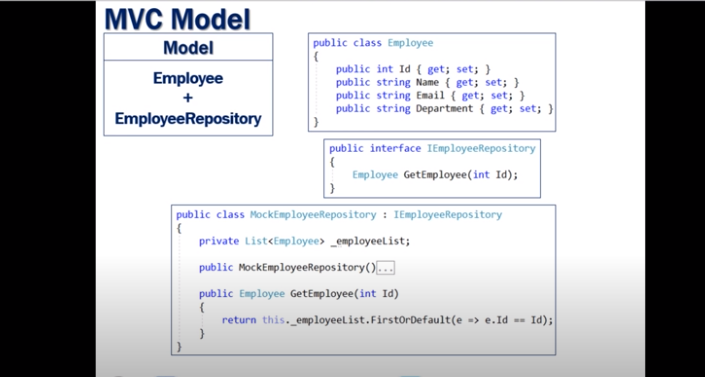 MVC Model
Model
Employee
+
EmployeeRepository
public class Employee
{
public int Id { get; set; }
public string Name { get; set; }
public string Email { get; set; }
public string Department { get; set; }
}
public interface IEmployeeRepository
{
Employee GetEmployee(int Id);
}
public class MockEmployeeRepository : IEmployeeRepository
{
private List<Employee> _employeeList;
public MockEmployeeRepository()...
public Employee GetEmployee(int Id)
{
return this._employeeList.FirstOrDefault(e => e.Id == Id);
}
}